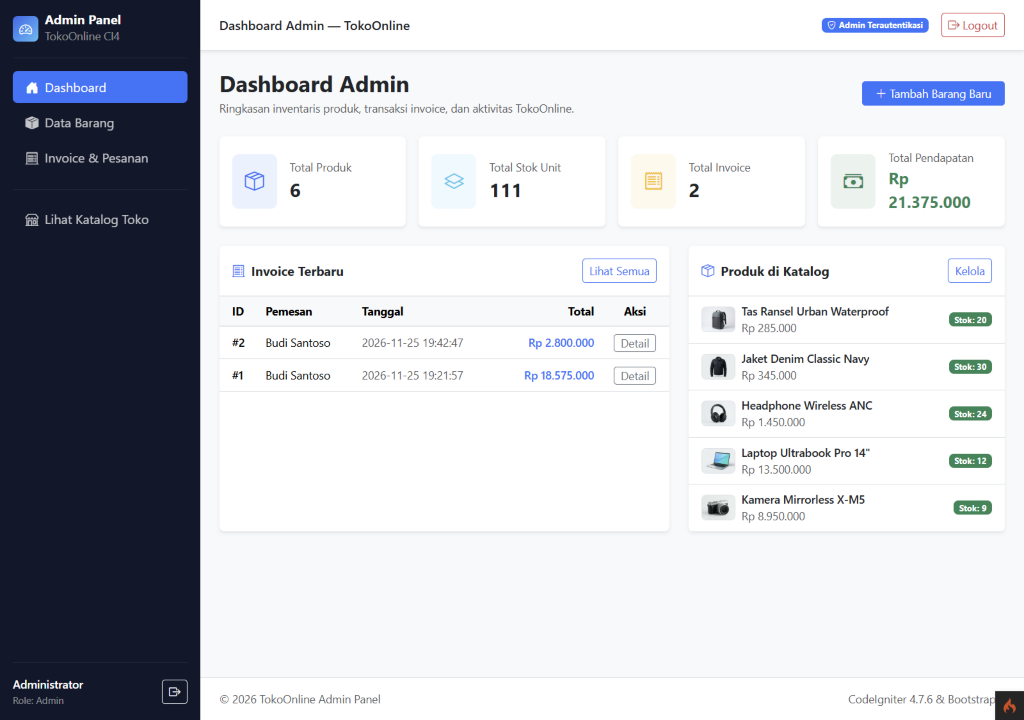 Admin Panel
TokoOnline CI4
Dashboard
Data Barang
Invoice & Pesanan
Lihat Katalog Toko
Administrator
Role: Admin
Dashboard Admin — TokoOnline
Admin Terautentikasi
Logout
Dashboard Admin
Ringkasan inventaris produk, transaksi invoice, dan aktivitas TokoOnline.
+ Tambah Barang Baru
Total Produk
6
Total Stok Unit
111
Total Invoice
2
Total Pendapatan
Rp
21.375.000
Invoice Terbaru
Lihat Semua
ID Pemesan Tanggal Total Aksi
#2 Budi Santoso 2026-11-25 19:42:47 Rp 2.800.000 Detail
#1 Budi Santoso 2026-11-25 19:21:57 Rp 18.575.000 Detail
Produk di Katalog
Kelola
Tas Ransel Urban Waterproof
Rp 285.000
Stok: 20
Jaket Denim Classic Navy
Rp 345.000
Stok: 30
Headphone Wireless ANC
Rp 1.450.000
Stok: 24
Laptop Ultrabook Pro 14"
Rp 13.500.000
Stok: 12
Kamera Mirrorless X-M5
Rp 8.950.000
Stok: 9
© 2026 TokoOnline Admin Panel
CodeIgniter 4.7.6 & Bootstrap